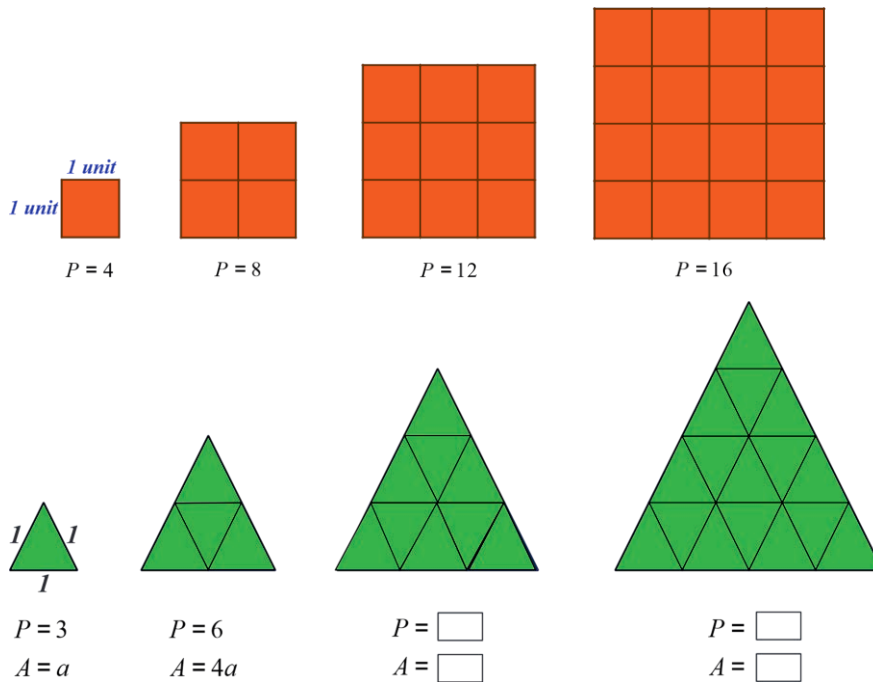 1 unit
1 unit
P = 4
P = 8
P = 12
P = 16
1
1
1
P = 3
P = 6
P =
P =
A = a
A = 4a
A =
A =